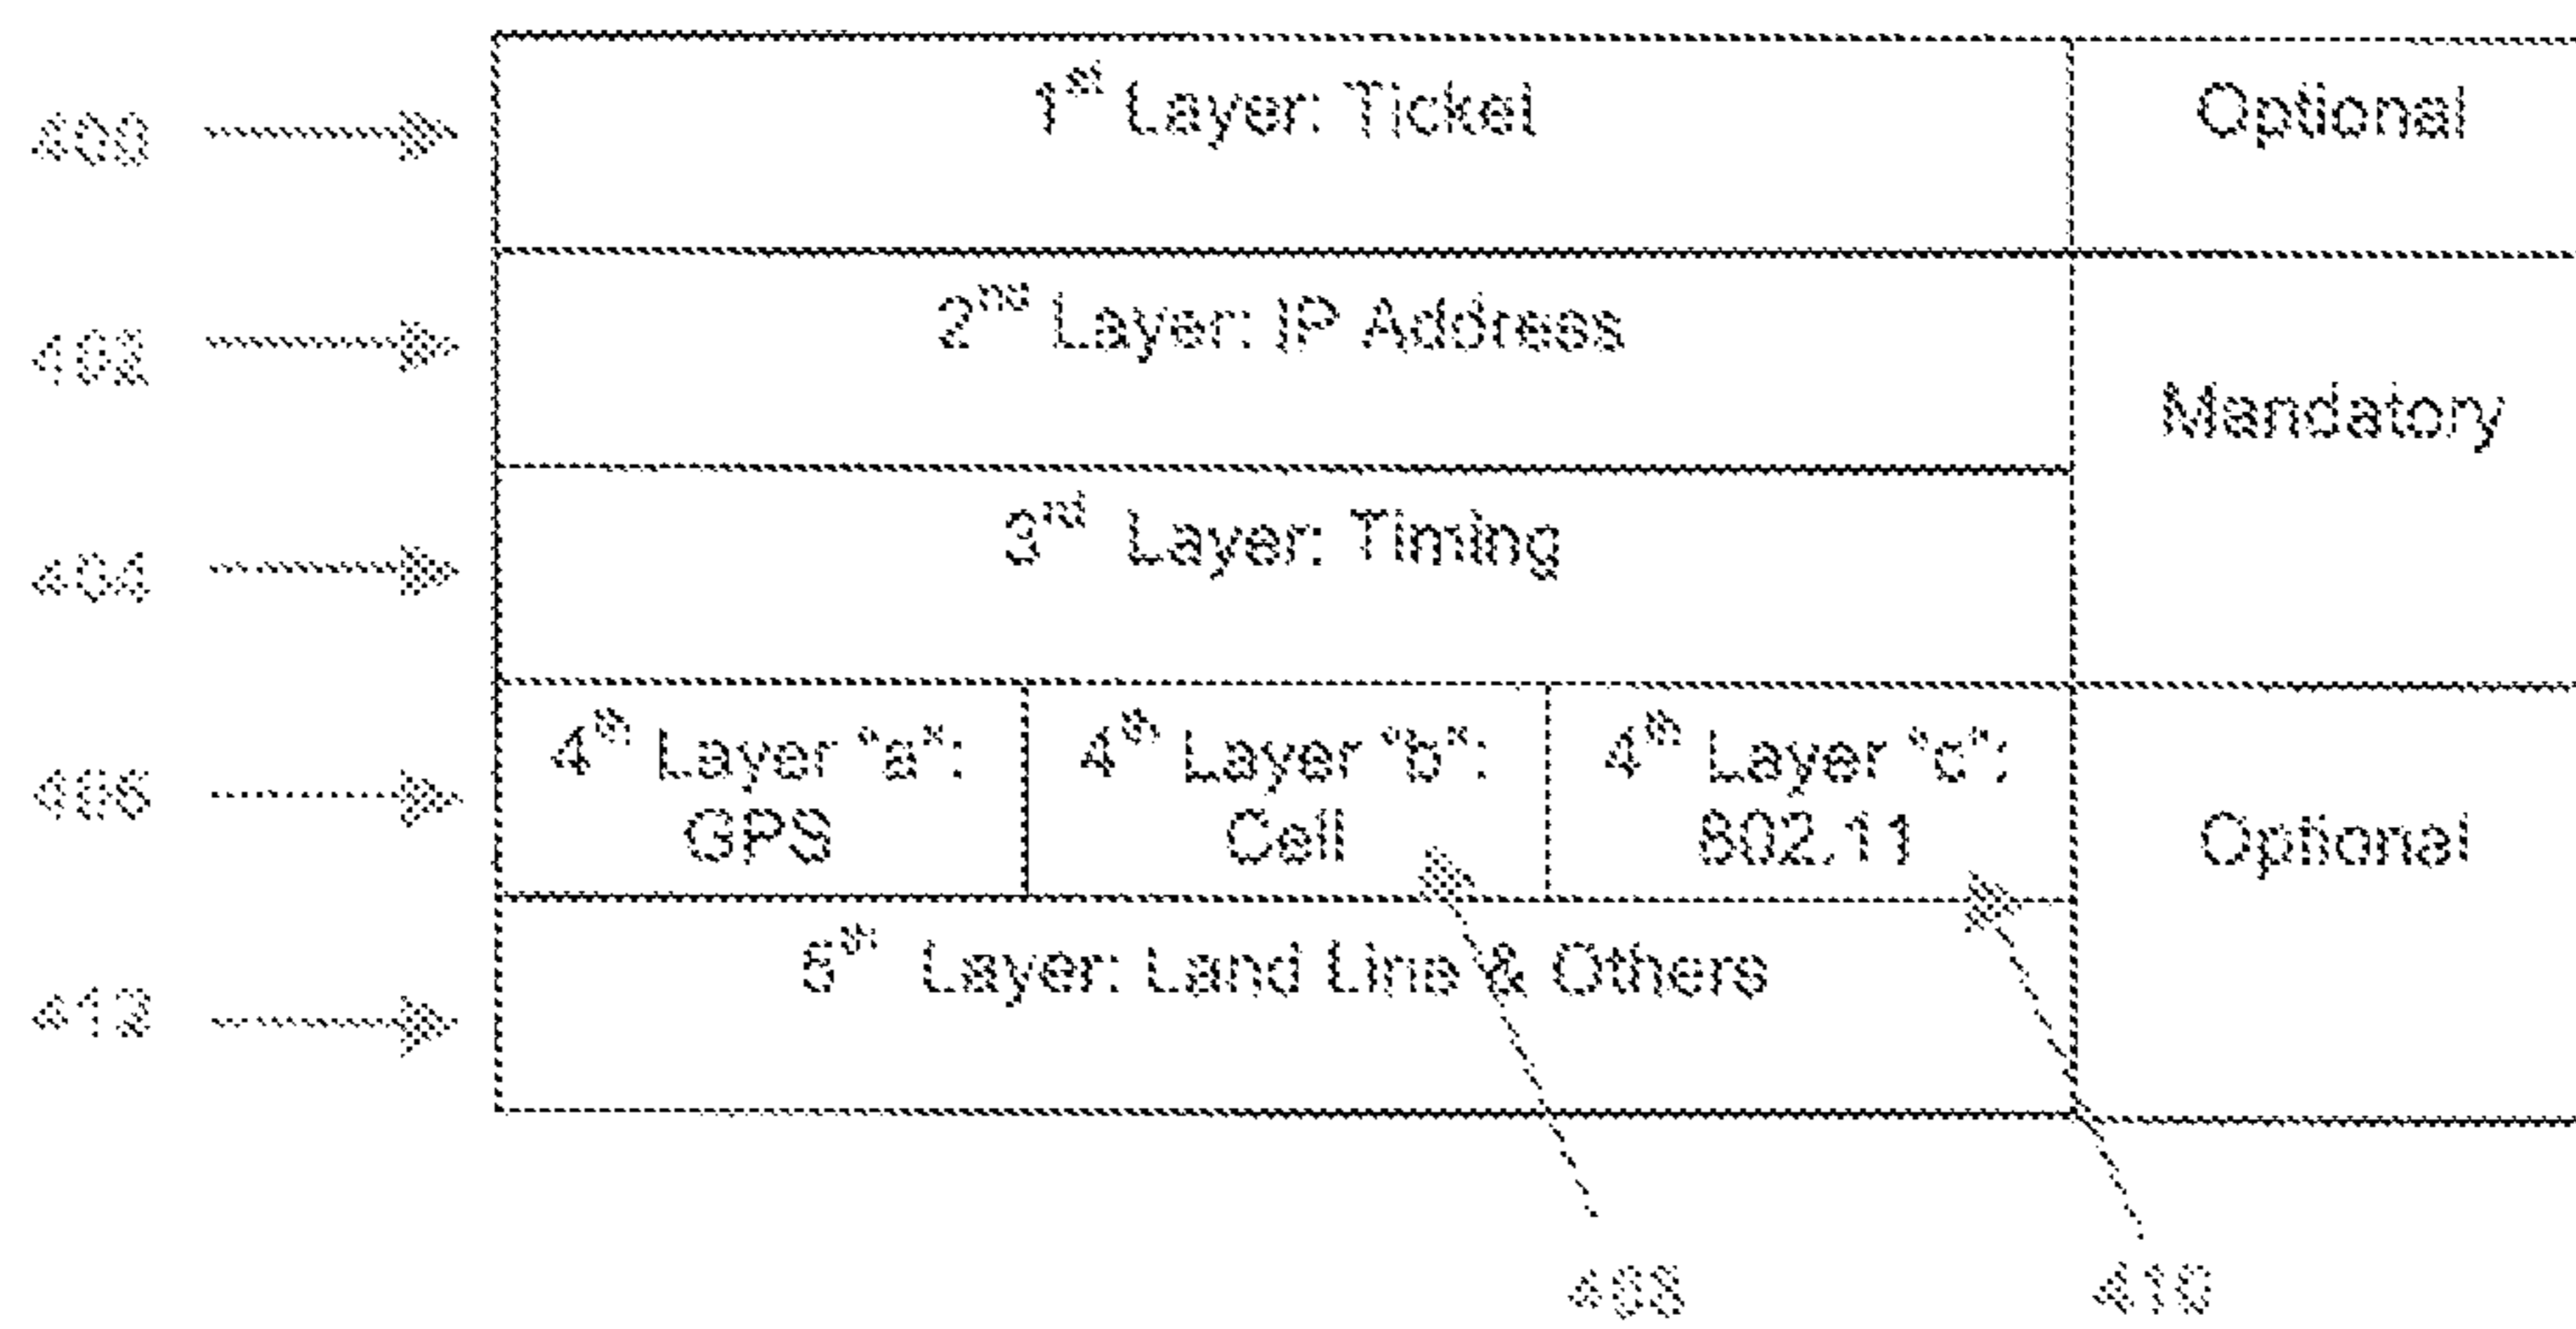 400
1st Layer: Ticket
Optional
402
2nd Layer: IP Address
Mandatory
404
3rd Layer: Timing
406
4th Layer "a":
GPS
4th Layer "b":
Cell
4th Layer "c":
802.11
Optional
412
5th Layer: Land Line & Others
408
410